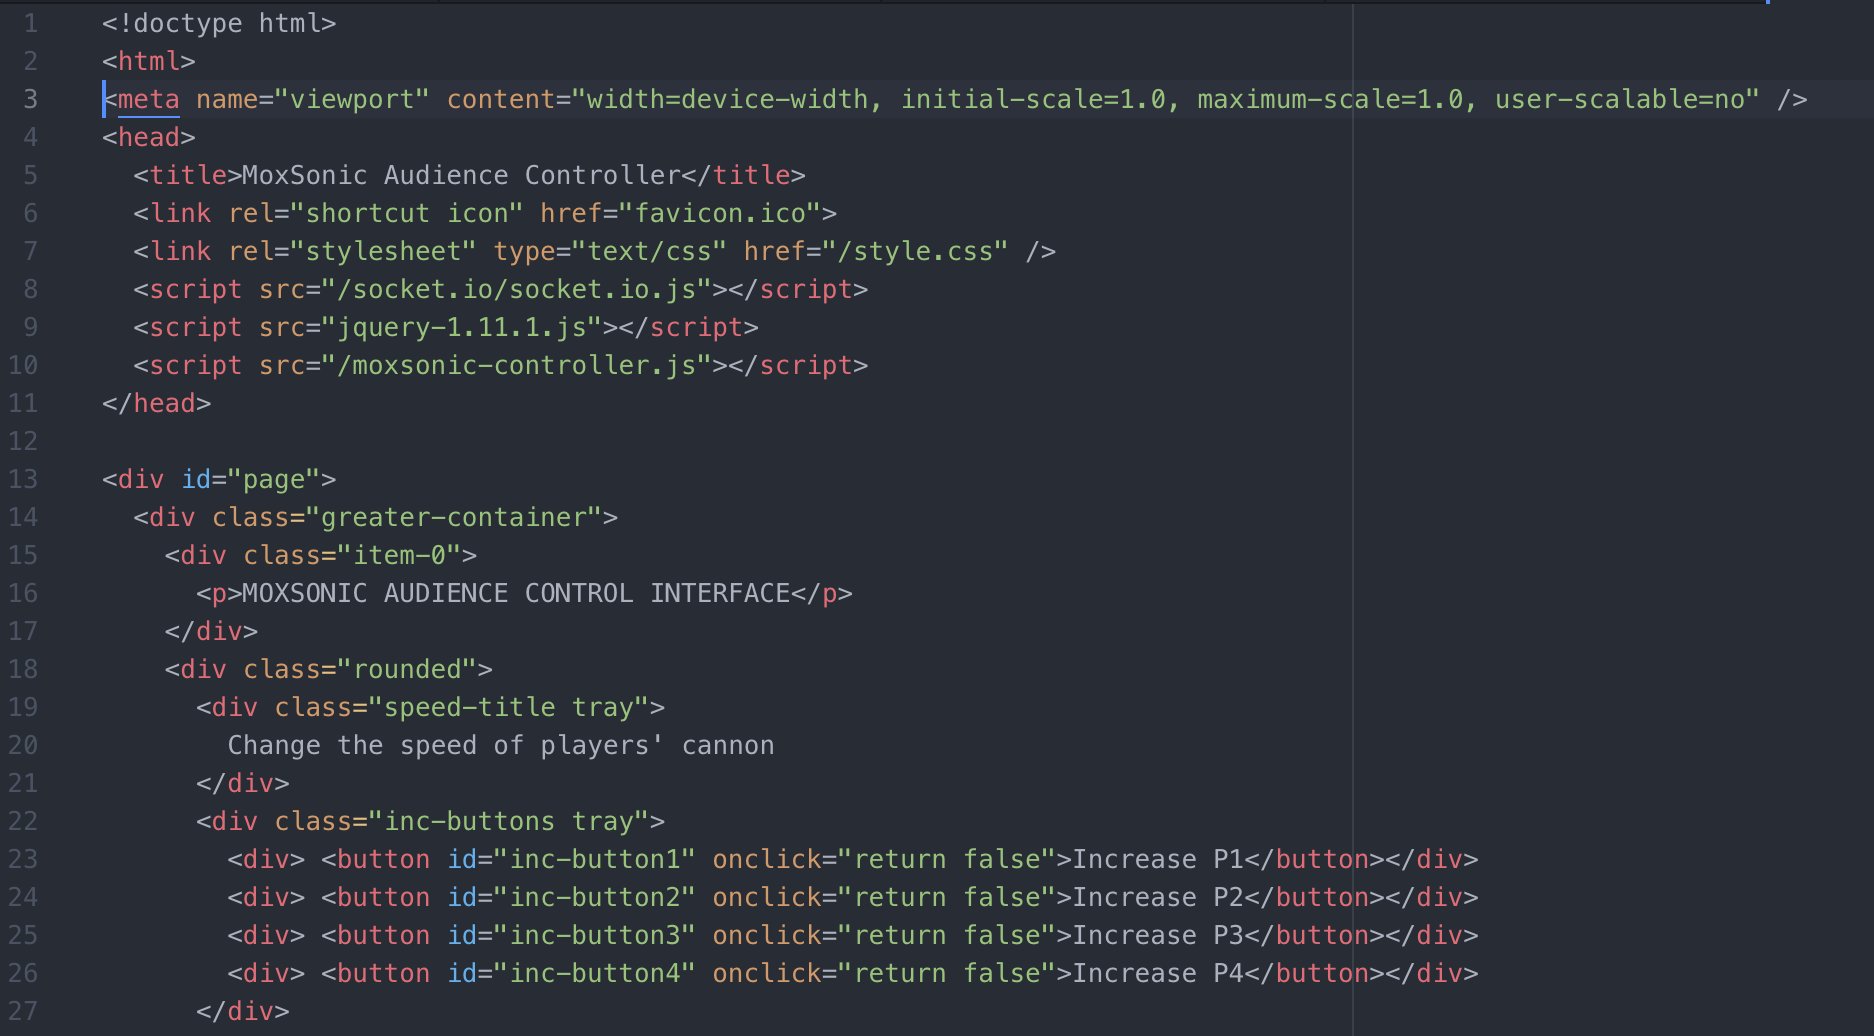 1 <!doctype html>
2 <html>
3 <meta name="viewport" content="width=device-width, initial-scale=1.0, maximum-scale=1.0, user-scalable=no" />
4 <head>
5   <title>MoxSonic Audience Controller</title>
6   <link rel="shortcut icon" href="favicon.ico">
7   <link rel="stylesheet" type="text/css" href="/style.css" />
8   <script src="/socket.io/socket.io.js"></script>
9   <script src="jquery-1.11.1.js"></script>
10   <script src="/moxsonic-controller.js"></script>
11 </head>
12
13 <div id="page">
14   <div class="greater-container">
15     <div class="item-0">
16       <p>MOXSONIC AUDIENCE CONTROL INTERFACE</p>
17     </div>
18     <div class="rounded">
19       <div class="speed-title tray">
20         Change the speed of players' cannon
21       </div>
22       <div class="inc-buttons tray">
23         <div> <button id="inc-button1" onclick="return false">Increase P1</button></div>
24         <div> <button id="inc-button2" onclick="return false">Increase P2</button></div>
25         <div> <button id="inc-button3" onclick="return false">Increase P3</button></div>
26         <div> <button id="inc-button4" onclick="return false">Increase P4</button></div>
27       </div>